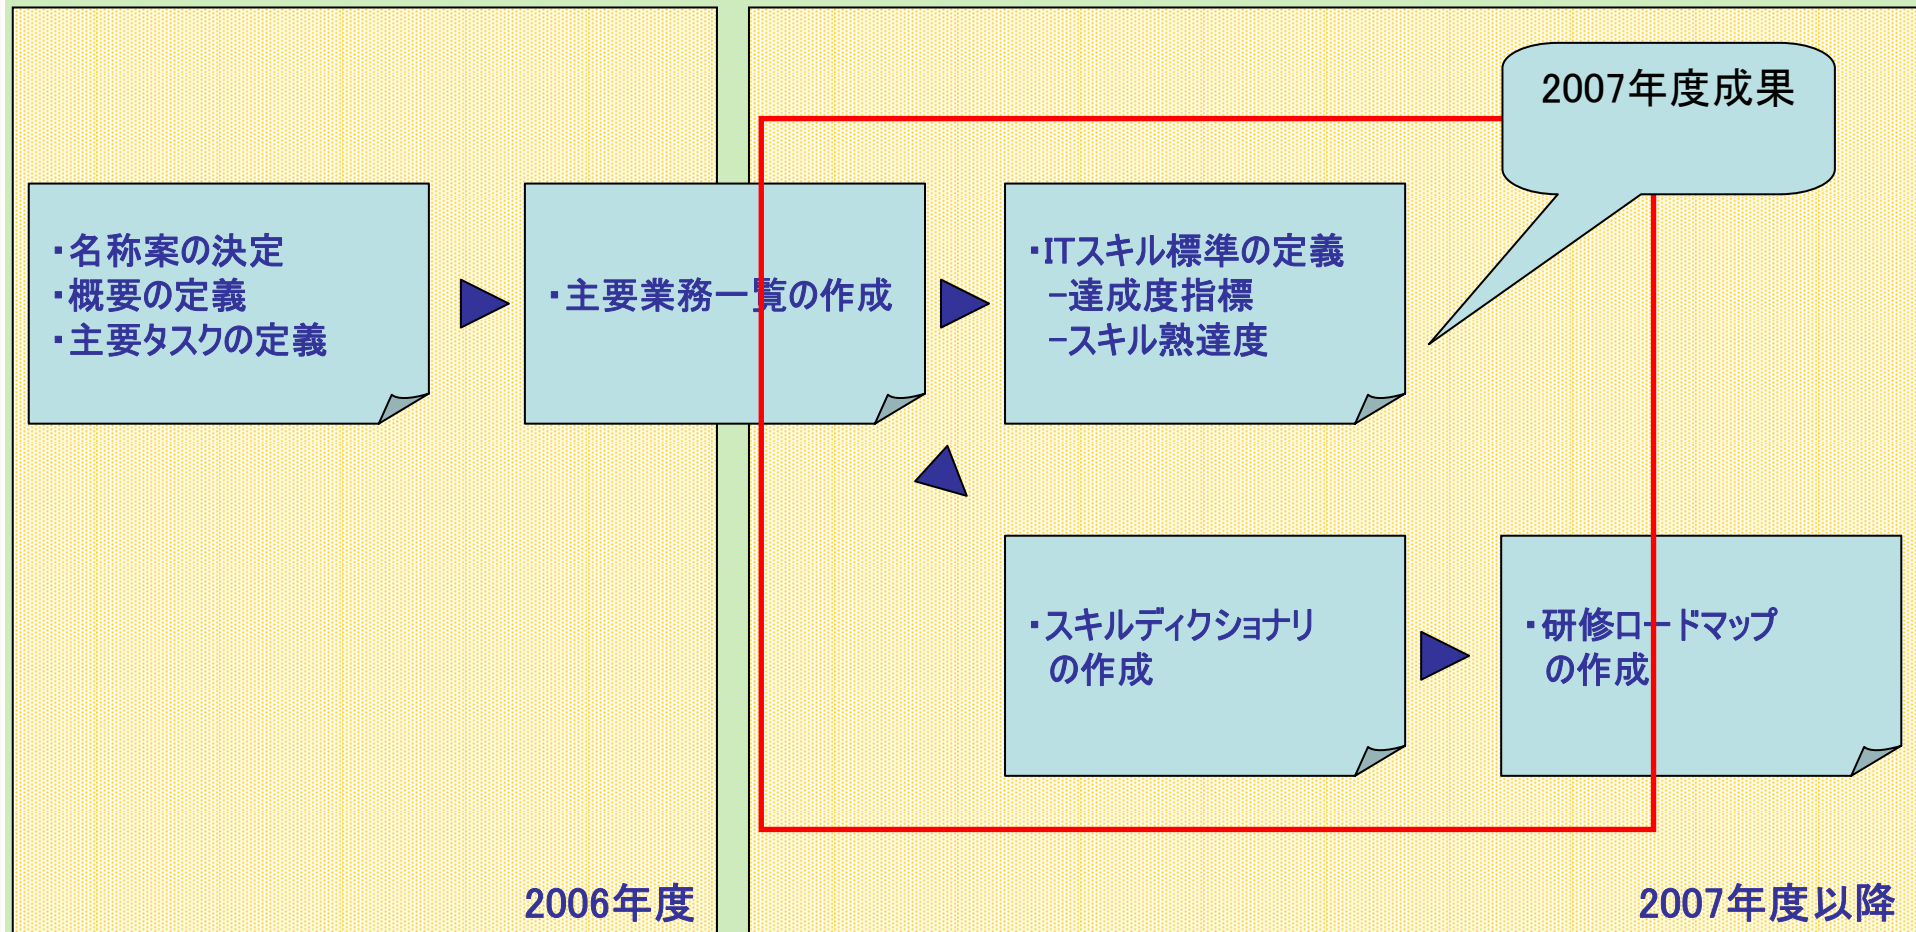 2007年度成果
・名称案の決定
・概要の定義
・主要タスクの定義
・主要業務一覧の作成
・ITスキル標準の定義
－達成度指標
－スキル熟達度
・スキルディクショナリ
の作成
・研修ロードマップ
の作成
2006年度
2007年度以降